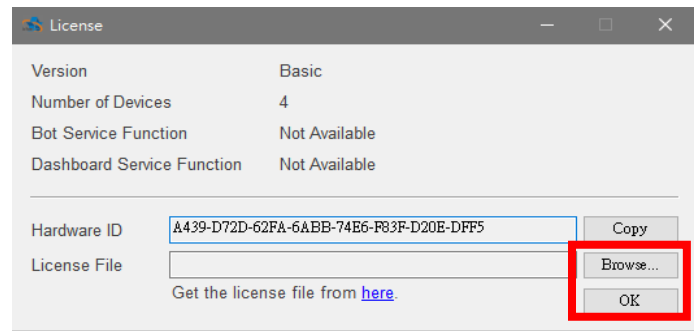 License
Version Basic
Number of Devices 4
Bot Service Function Not Available
Dashboard Service Function Not Available
Hardware ID A439-D72D-62FA-6ABB-74E6-F83F-D20E-DFF5 Copy
License File Browse...
Get the license file from here. OK